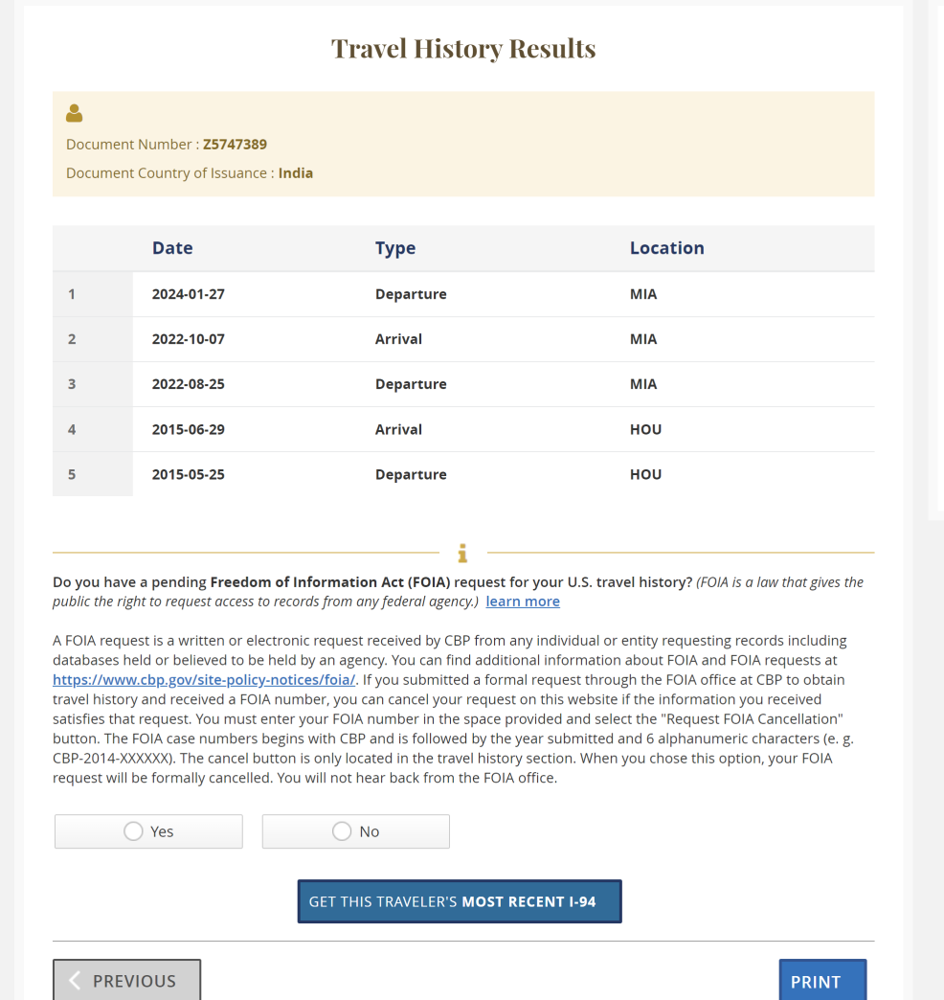 Travel History Results
Document Number : Z5747389
Document Country of Issuance : India
Date Type Location
1 2024-01-27 Departure MIA
2 2022-10-07 Arrival MIA
3 2022-08-25 Departure MIA
4 2015-06-29 Arrival HOU
5 2015-05-25 Departure HOU
Do you have a pending Freedom of Information Act (FOIA) request for your U.S. travel history? (FOIA is a law that gives the
public the right to request access to records from any federal agency.) learn more
A FOIA request is a written or electronic request received by CBP from any individual or entity requesting records including
databases held or believed to be held by an agency. You can find additional information about FOIA and FOIA requests at
https://www.cbp.gov/site-policy-notices/foia/. If you submitted a formal request through the FOIA office at CBP to obtain
travel history and received a FOIA number, you can cancel your request on this website if the information you received
satisfies that request. You must enter your FOIA number in the space provided and select the "Request FOIA Cancellation"
button. The FOIA case numbers begins with CBP and is followed by the year submitted and 6 alphanumeric characters (e. g.
CBP-2014-XXXXXX). The cancel button is only located in the travel history section. When you chose this option, your FOIA
request will be formally cancelled. You will not hear back from the FOIA office.
Yes No
GET THIS TRAVELER'S MOST RECENT I-94
PREVIOUS PRINT